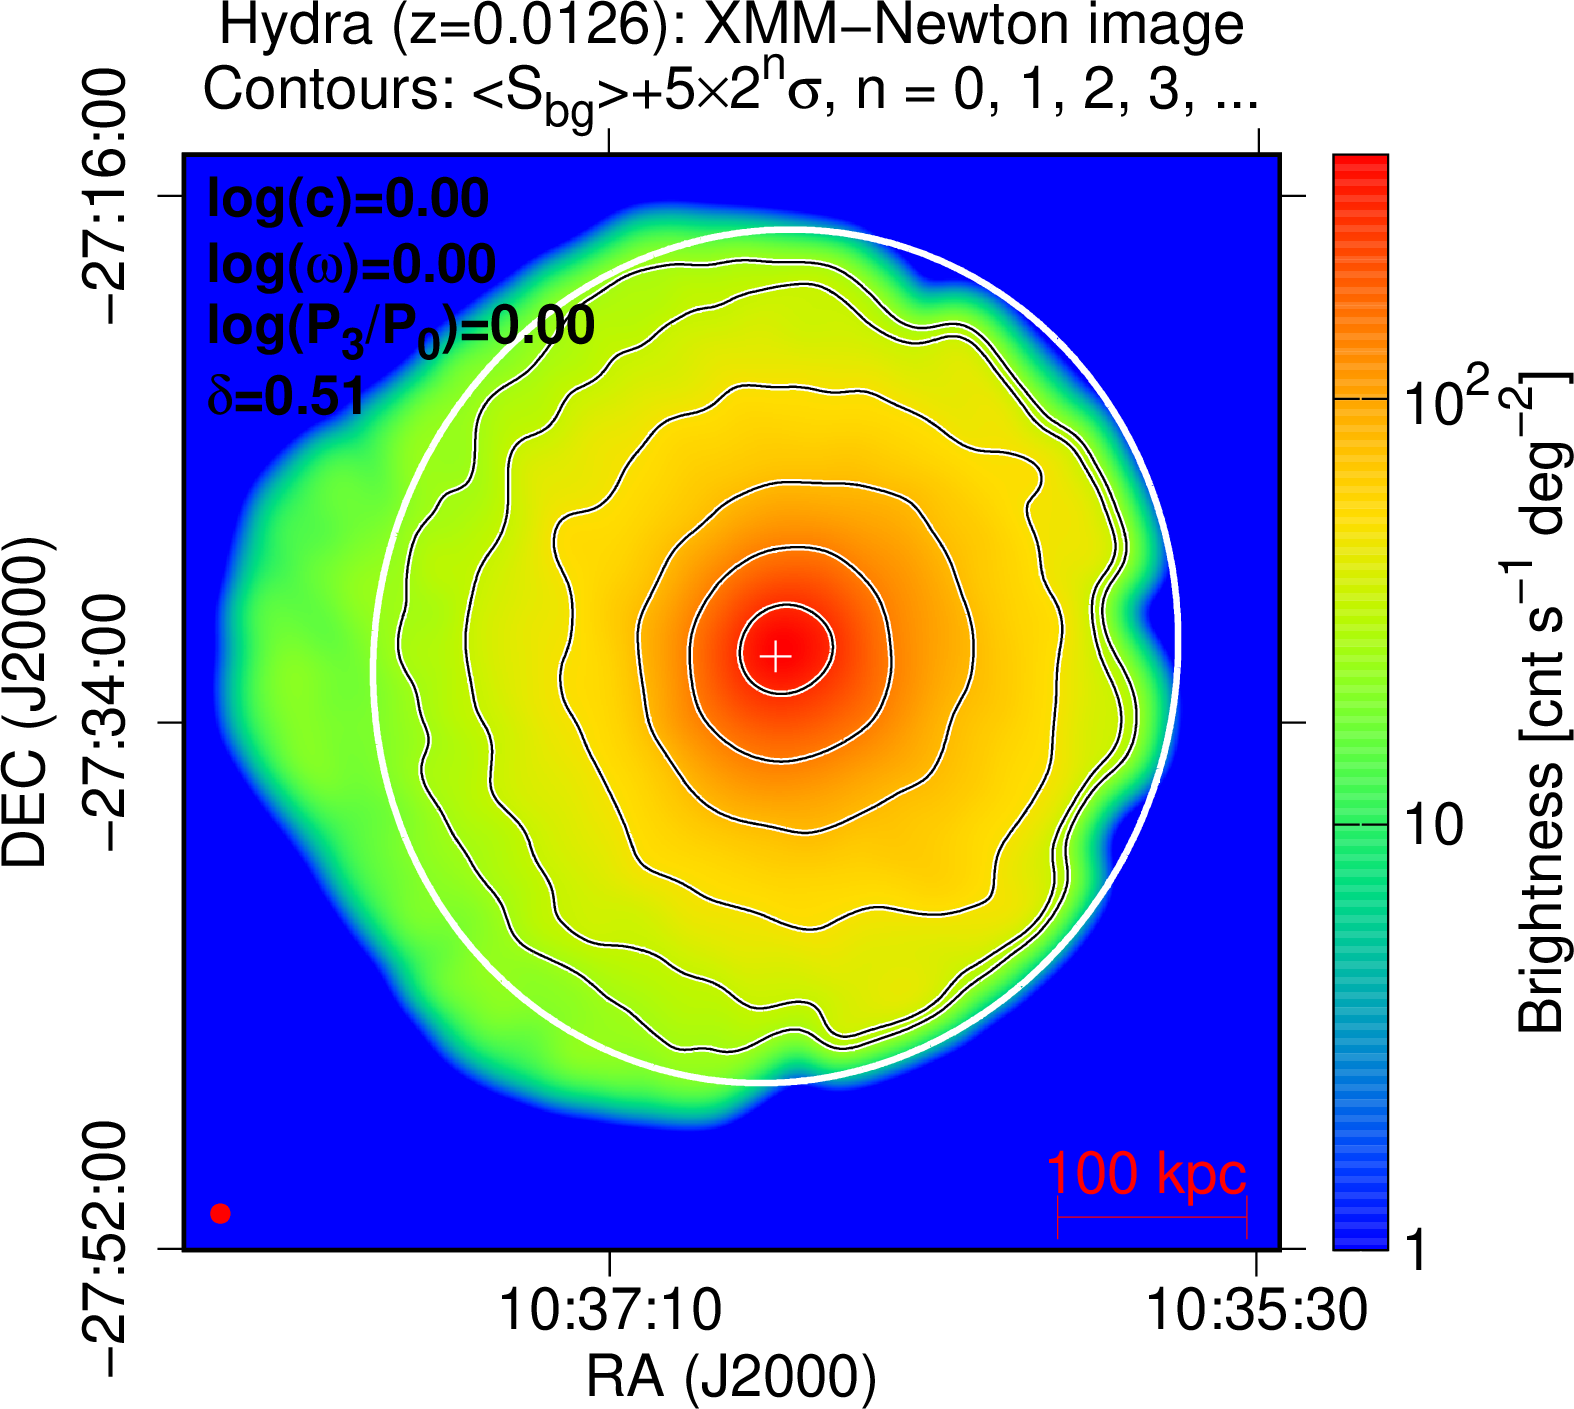 Hydra (z=0.0126): XMM−Newton image
Contours: <S_bg>+5×2^nσ, n = 0, 1, 2, 3, ...
log(c)=0.00
log(ω)=0.00
log(P_3/P_0)=0.00
δ=0.51
−27:16:00
−27:34:00
−27:52:00
DEC (J2000)
100 kpc
10:37:10
10:35:30
RA (J2000)
10^2
10
1
Brightness [cnt s^−1 deg^−2]